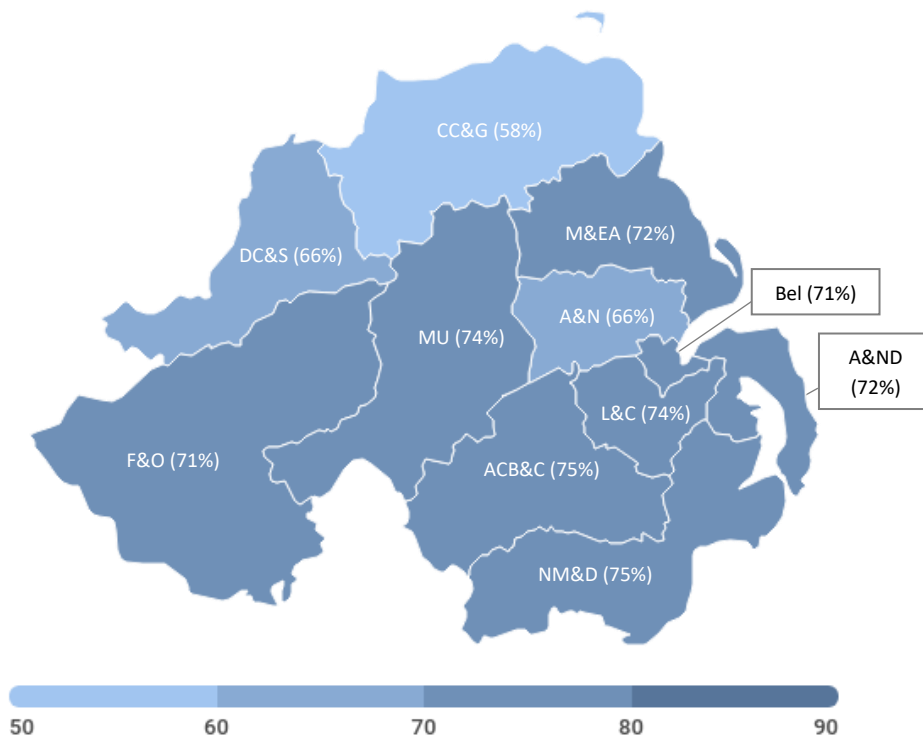 CC&G (58%)
M&EA (72%)
DC&S (66%)
Bel (71%)
A&N (66%)
MU (74%)
A&ND
(72%)
L&C (74%)
F&O (71%)
ACB&C (75%)
NM&D (75%)
50 60 70 80 90